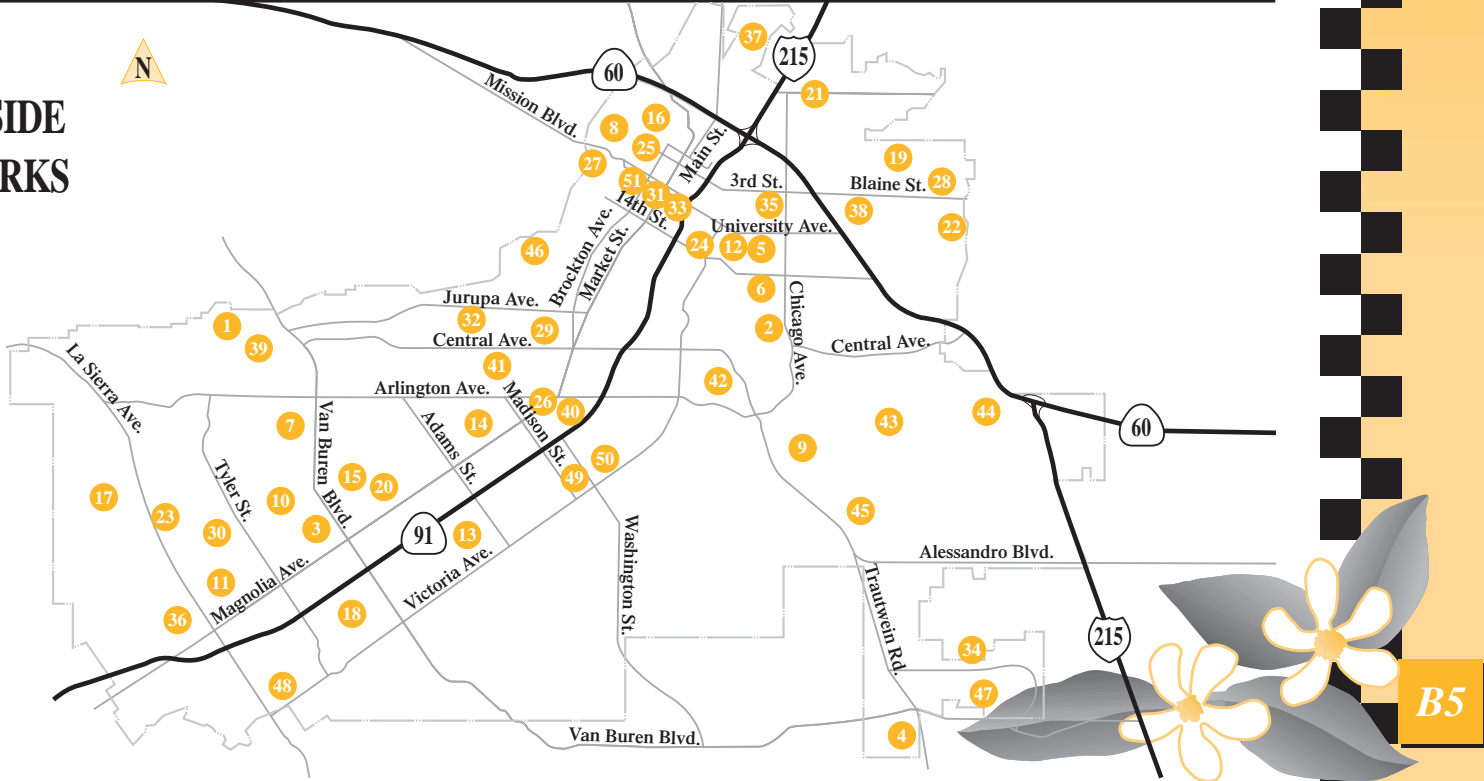 N
SIDE
RKS
37
215
60
21
Mission Blvd.
16
8
25
Main St.
19
27
28
51
31
3rd St.
Blaine St.
33
14th St.
35
38
University Ave.
22
24
12
5
46
Brockton Ave.
Market St.
6
Jurupa Ave.
Chicago Ave.
1
32
29
2
39
Central Ave.
Central Ave.
La Sierra Ave.
41
42
Arlington Ave.
Madison St.
26
40
43
44
60
7
Van Buren Blvd.
Adams St.
14
9
50
15
20
49
17
Tyler St.
10
23
30
3
91
13
45
Washington St.
Alessandro Blvd.
11
Magnolia Ave.
Victoria Ave.
36
18
Trautwein Rd.
215
34
48
47
B5
4
Van Buren Blvd.